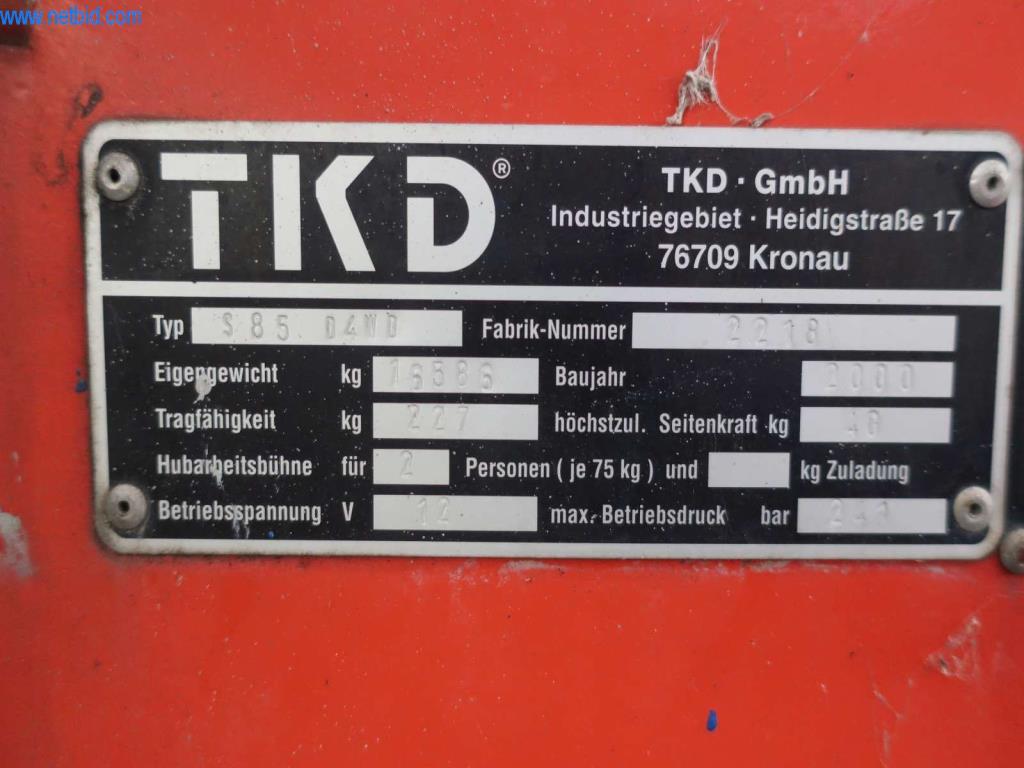 www.netbid.com
TKD®
TKD · GmbH
Industriegebiet · Heidigstraße 17
76709 Kronau
Typ S85 D4WD Fabrik-Nummer 2218
Eigengewicht kg 16586 Baujahr 2000
Tragfähigkeit kg 227 höchstzul. Seitenkraft kg
Hubarbeitsbühne für 2 Personen ( je 75 kg ) und kg Zuladung
Betriebsspannung V 12 max. Betriebsdruck bar